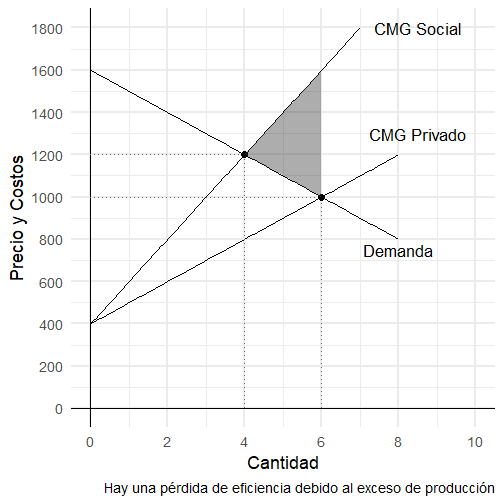 1800
1600
1400
1200
1000
800
600
400
200
0
Precio y Costos
CMG Social
CMG Privado
Demanda
0 2 4 6 8 10
Cantidad
Hay una pérdida de eficiencia debido al exceso de producción